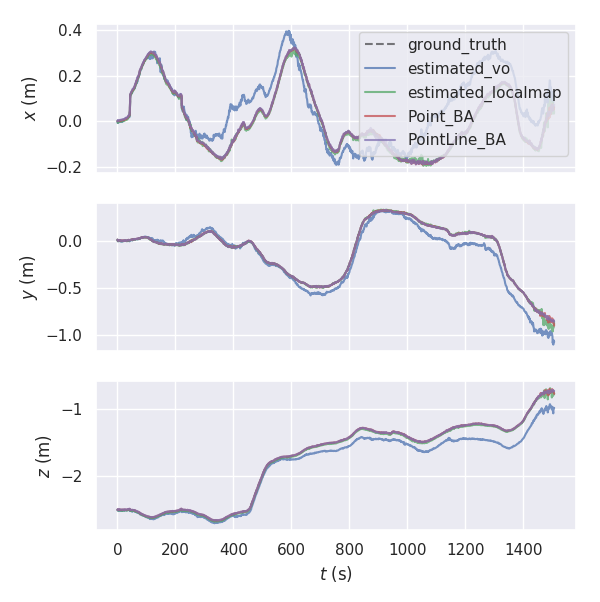 0.4
0.2
0.0
−0.2
x (m)
ground_truth
estimated_vo
estimated_localmap
Point_BA
PointLine_BA
0.0
−0.5
−1.0
y (m)
−1
−2
z (m)
0 200 400 600 800 1000 1200 1400
t (s)